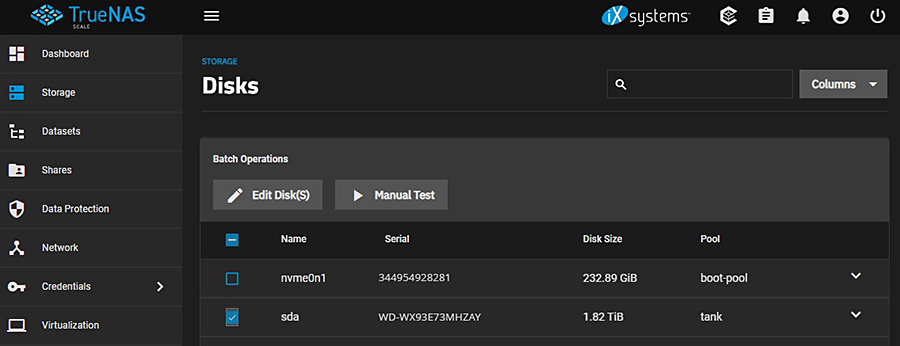 TrueNAS
SCALE
iXsystems™
Dashboard
Storage
Datasets
Shares
Data Protection
Network
Credentials
Virtualization
STORAGE
Disks
Columns
Batch Operations
Edit Disk(S)
Manual Test
Name Serial Disk Size Pool
nvme0n1 344954928281 232.89 GiB boot-pool
sda WD-WX93E73MHZAY 1.82 TiB tank